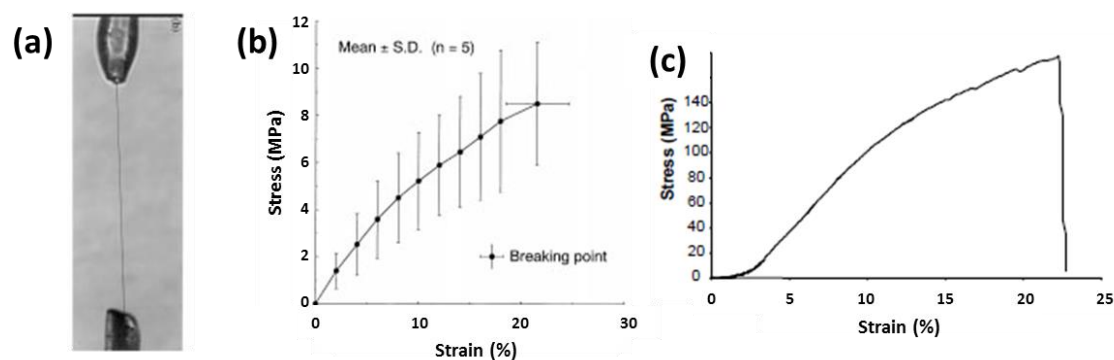 (a)
(b)
(b)
12
10
8
6
4
2
0
Stress (MPa)
Mean ± S.D. (n = 5)
Breaking point
0
10
20
30
Strain (%)
(c)
140
120
100
80
60
40
20
0
Stress (MPa)
0
5
10
15
20
25
Strain (%)